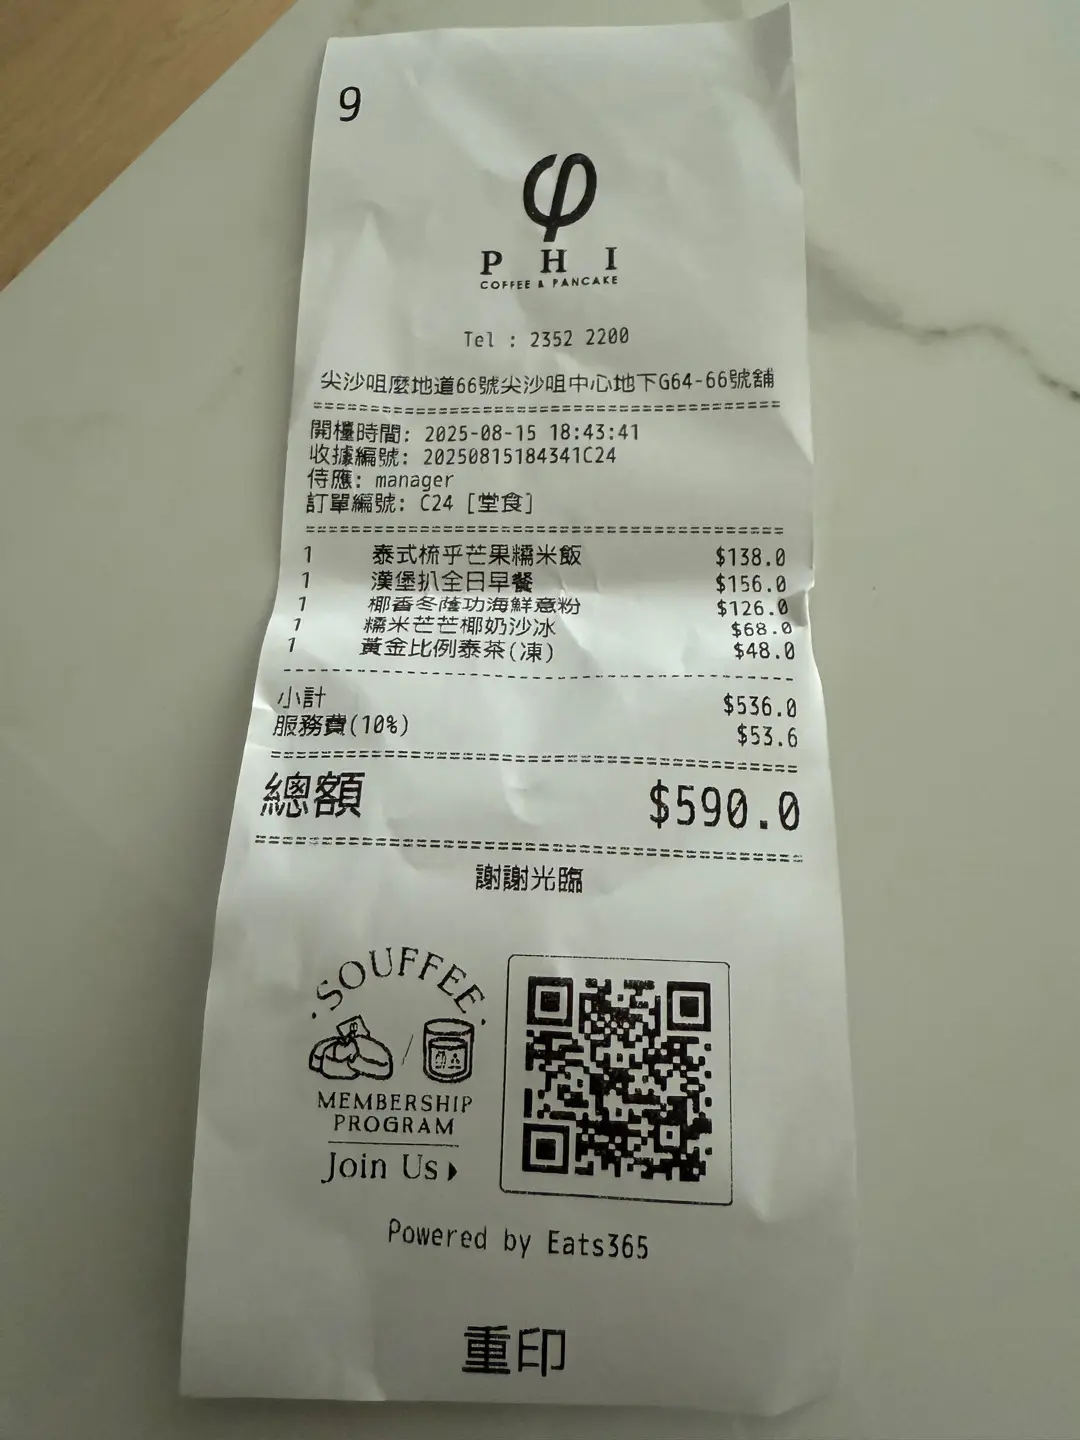 9
φ
PHI
COFFEE & PANCAKE
Tel : 2352 2200
尖沙咀麼地道66號尖沙咀中心地下G64-66號舖
開檯時間: 2025-08-15 18:43:41
收據編號: 20250815184341C24
侍應: manager
訂單編號: C24 [堂食]
1 泰式梳乎芒果糯米飯 $138.0
1 漢堡扒全日早餐 $156.0
1 椰香冬蔭功海鮮意粉 $126.0
1 糯米芒芒椰奶沙冰 $68.0
1 黃金比例泰茶(凍) $48.0
小計 $536.0
服務費(10%) $53.6
總額 $590.0
謝謝光臨
SOUFFEE
MEMBERSHIP
PROGRAM
Join Us
Powered by Eats365
重印